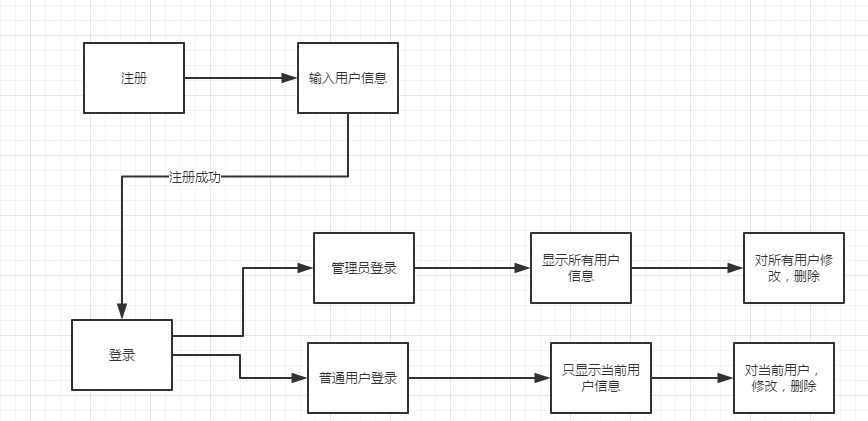 注册
输入用户信息
注册成功
管理员登录
显示所有用户
信息
对所有用户修
改，删除
登录
普通用户登录
只显示当前用
户信息
对当前用户，
修改，删除